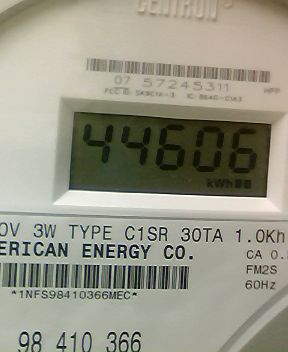 CENTRON®
07 57245311
44606
kWh
0V 3W TYPE C1SR 30TA 1.0Kh
ERICAN ENERGY CO.
CA 0.
FM2S
*1NFS98410366MEC*
60Hz
98 410 366